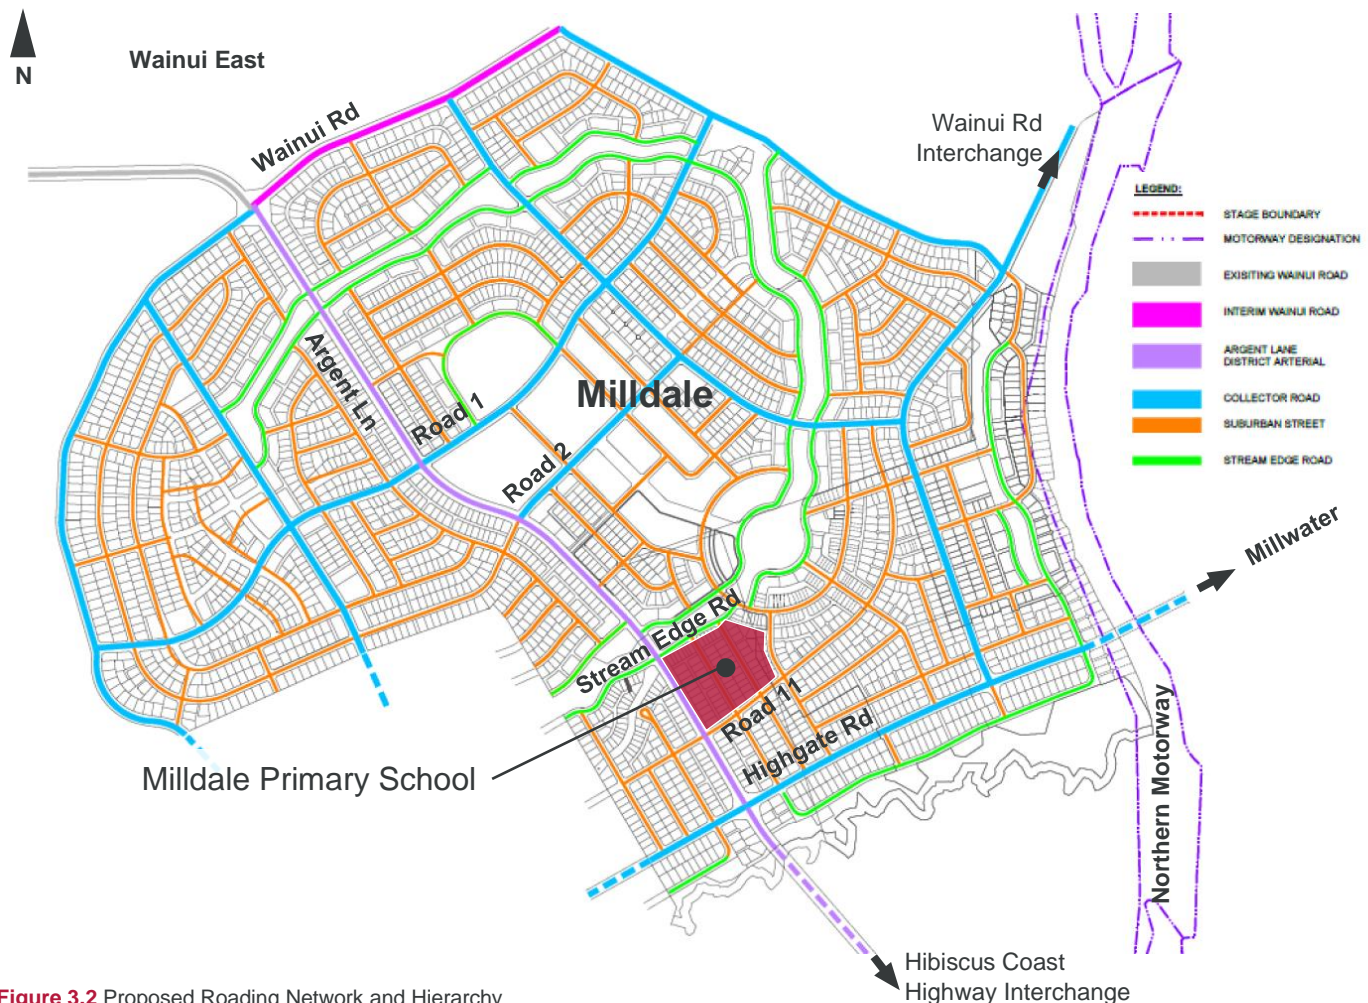 N
Wainui East
Wainui Rd
Wainui Rd
Interchange
LEGEND:
STAGE BOUNDARY
MOTORWAY DESIGNATION
EXISITING WAINUI ROAD
INTERIM WAINUI ROAD
ARGENT LANE
DISTRICT ARTERIAL
COLLECTOR ROAD
SUBURBAN STREET
STREAM EDGE ROAD
Argent Ln
Road 1
Milldale
Road 2
Millwater
Stream Edge Rd
Road 11
Highgate Rd
Milldale Primary School
Northern Motorway
Hibiscus Coast
Highway Interchange
Figure 3.2 Proposed Roading Network and Hierarchy